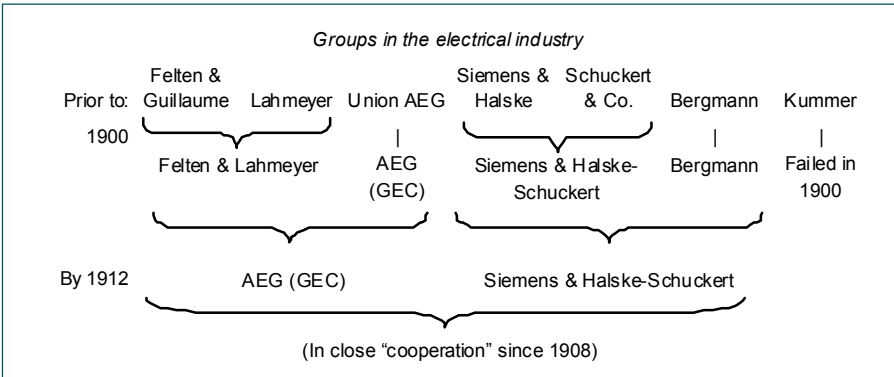 Groups in the electrical industry
Felten & Guillaume Lahmeyer Union AEG Siemens & Halske Schuckert & Co. Bergmann Kummer
Prior to:
1900
| | |
Felten & Lahmeyer AEG (GEC) Siemens & Halske-Schuckert Bergmann Failed in 1900
By 1912 AEG (GEC) Siemens & Halske-Schuckert
(In close “cooperation” since 1908)